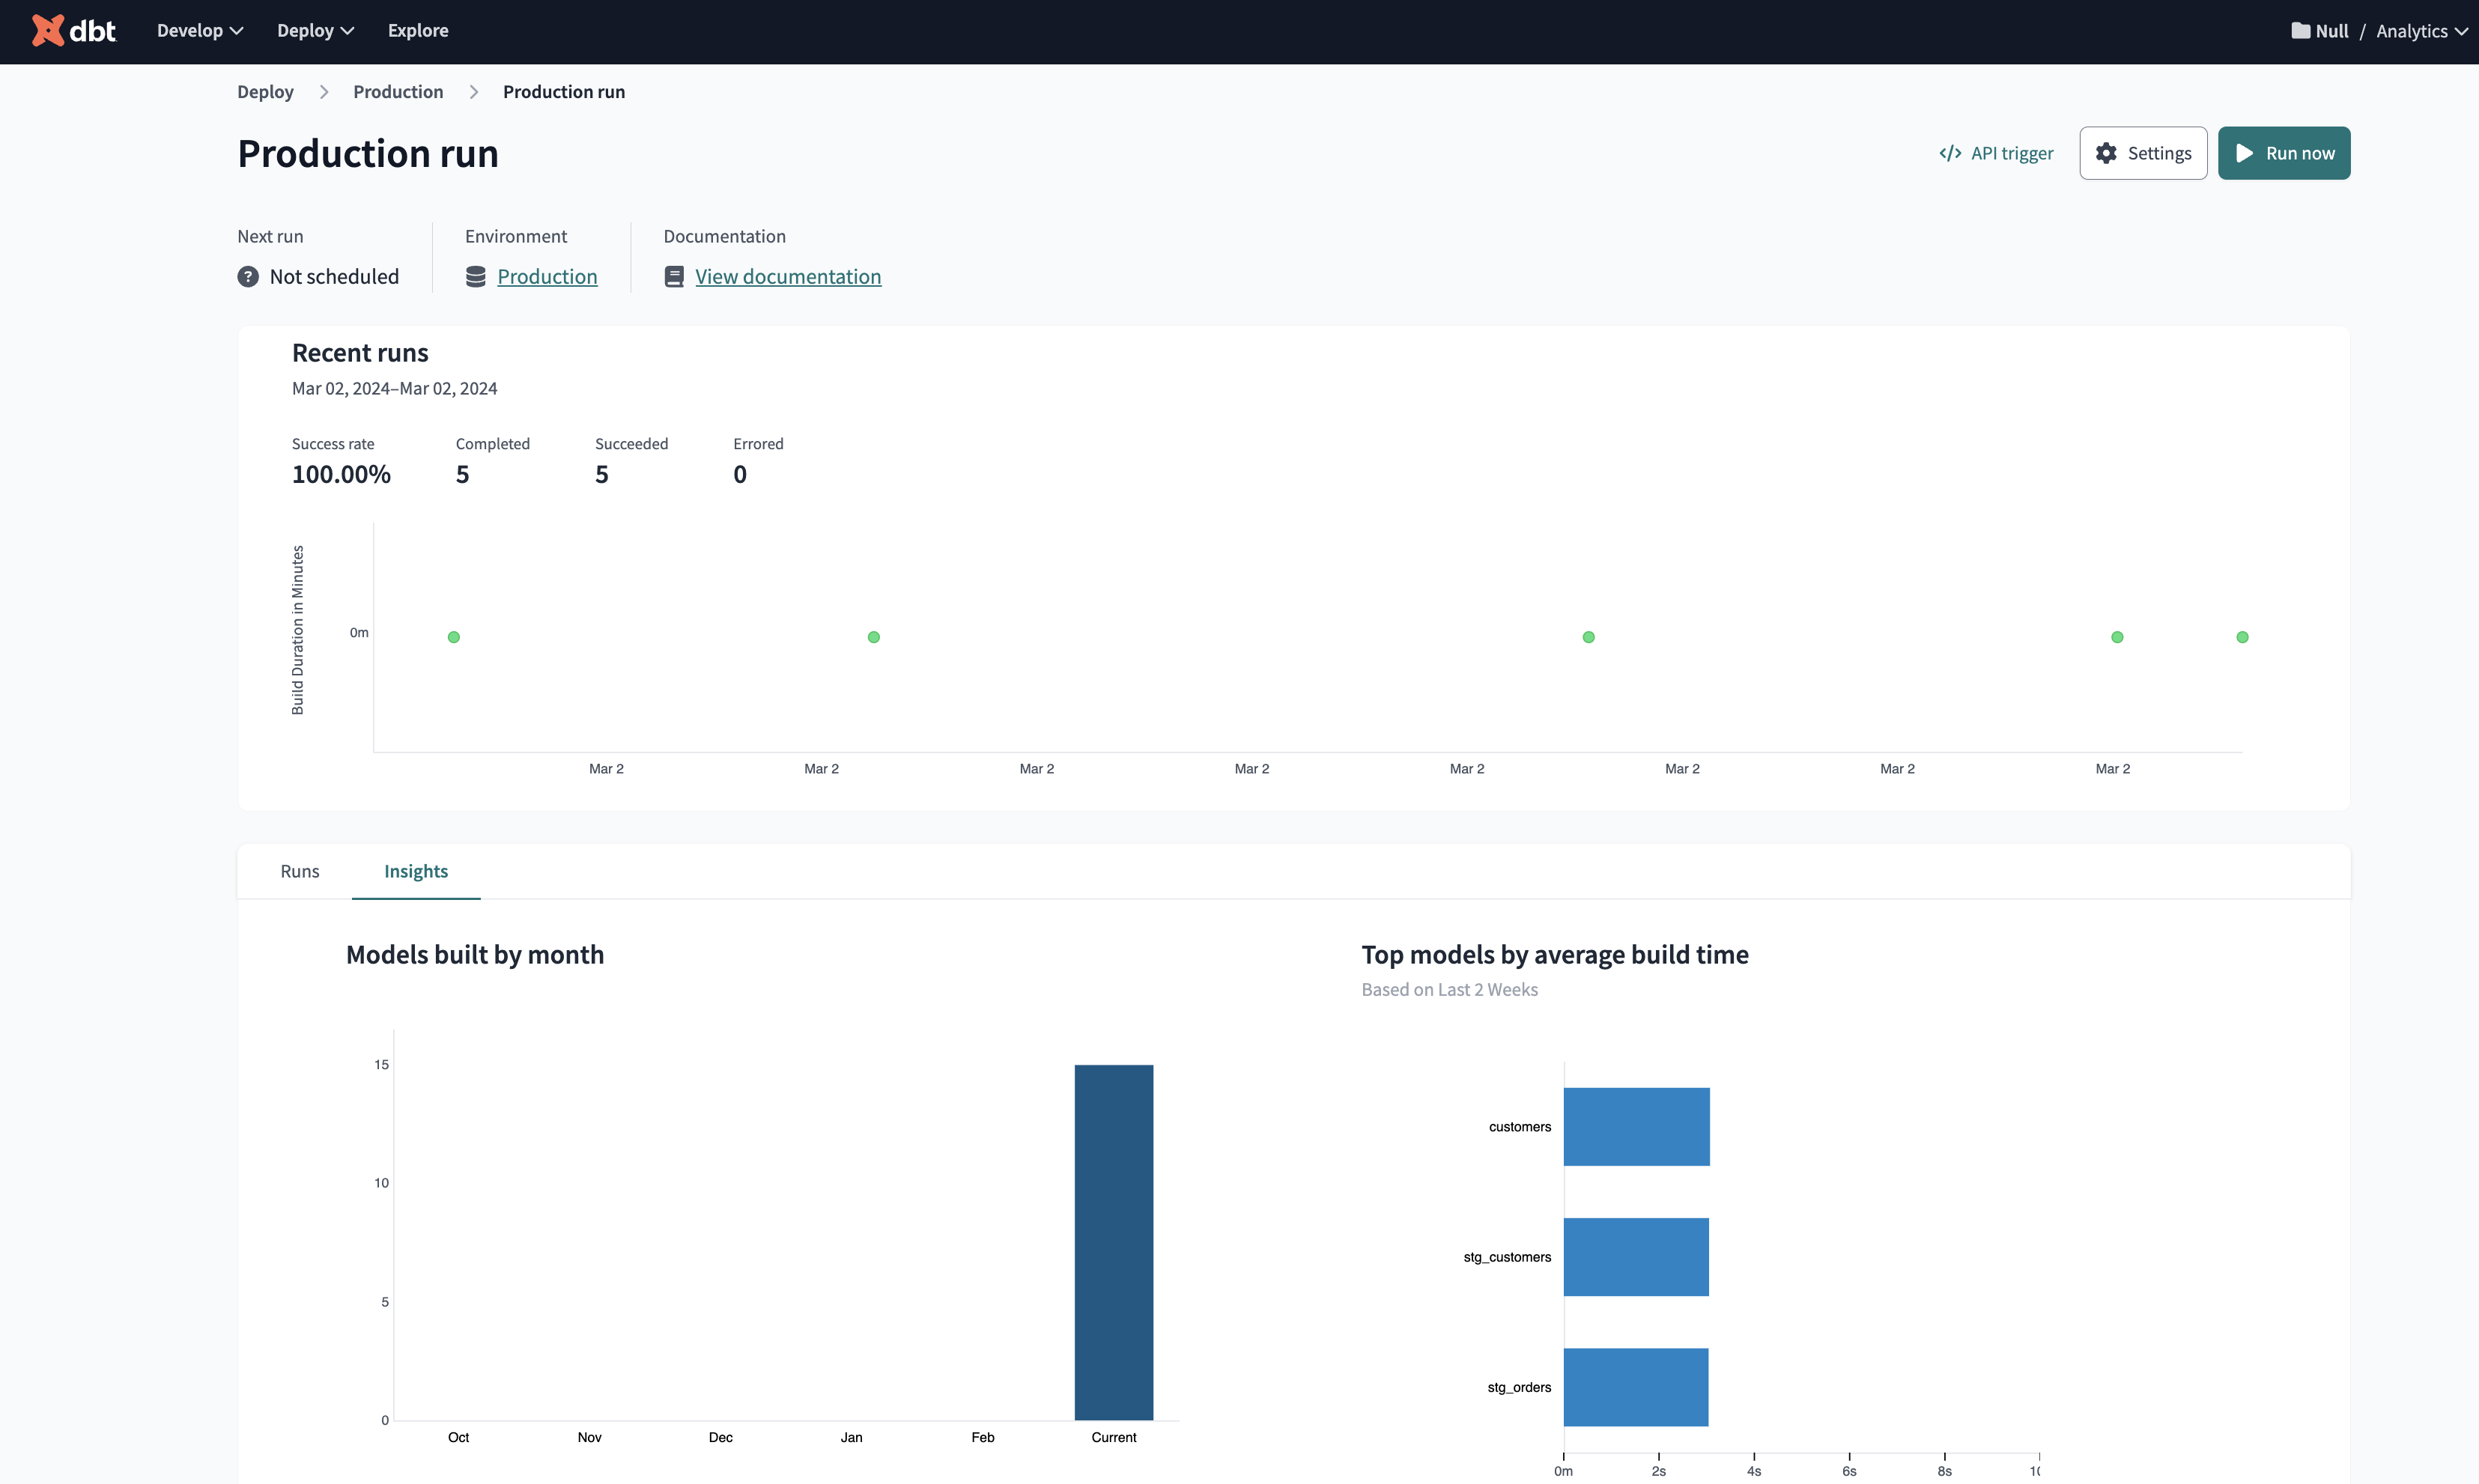 dbt Develop Deploy Explore Null / Analytics
Deploy Production Production run
Production run
</> API trigger Settings Run now
Next run Environment Documentation
Not scheduled Production View documentation
Recent runs
Mar 02, 2024–Mar 02, 2024
Success rate Completed Succeeded Errored
100.00% 5 5 0
Build Duration in Minutes
0m
Mar 2 Mar 2 Mar 2 Mar 2 Mar 2 Mar 2 Mar 2 Mar 2
Runs Insights
Models built by month
15
10
5
0
Oct Nov Dec Jan Feb Current
Top models by average build time
Based on Last 2 Weeks
customers
stg_customers
stg_orders
0m 2s 4s 6s 8s